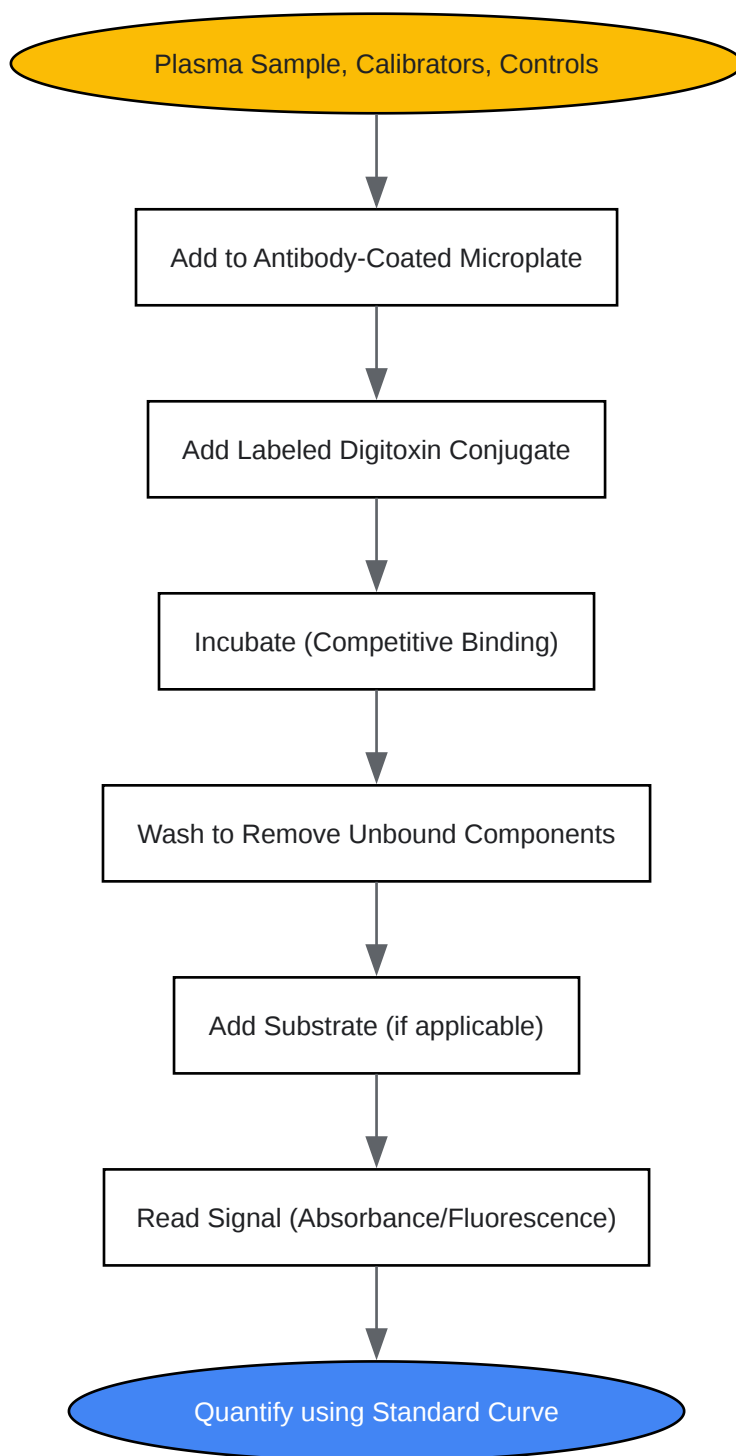 Plasma Sample, Calibrators, Controls
Add to Antibody-Coated Microplate
Add Labeled Digitoxin Conjugate
Incubate (Competitive Binding)
Wash to Remove Unbound Components
Add Substrate (if applicable)
Read Signal (Absorbance/Fluorescence)
Quantify using Standard Curve